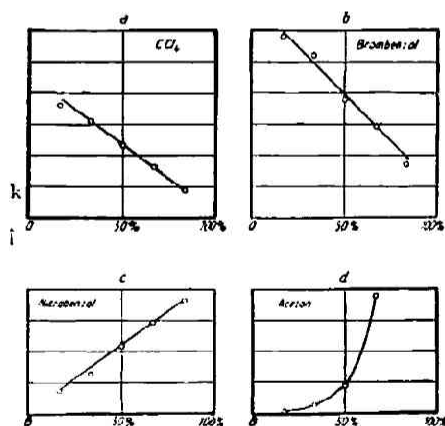 a
CCl₄
k
i
0 50% 100%
b
Brombenzol
0 50% 100%
c
Nitrobenzol
0 50% 100%
d
Aceton
0 50% 100%